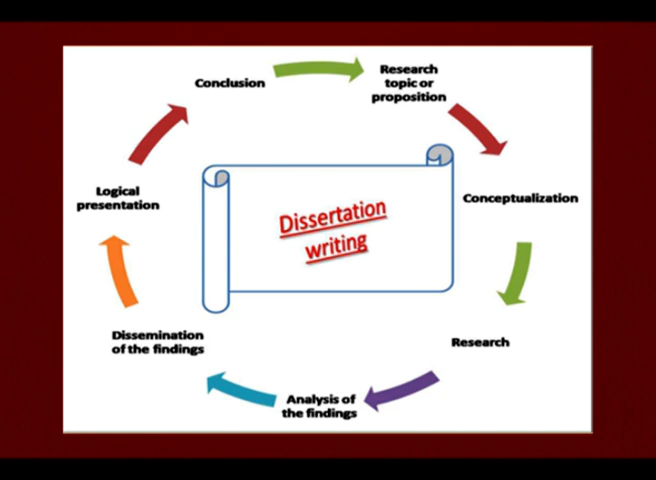 Conclusion
Research
topic or
proposition
Logical
presentation
Conceptualization
Dissertation
writing
Dissemination
of the findings
Research
Analysis of
the findings